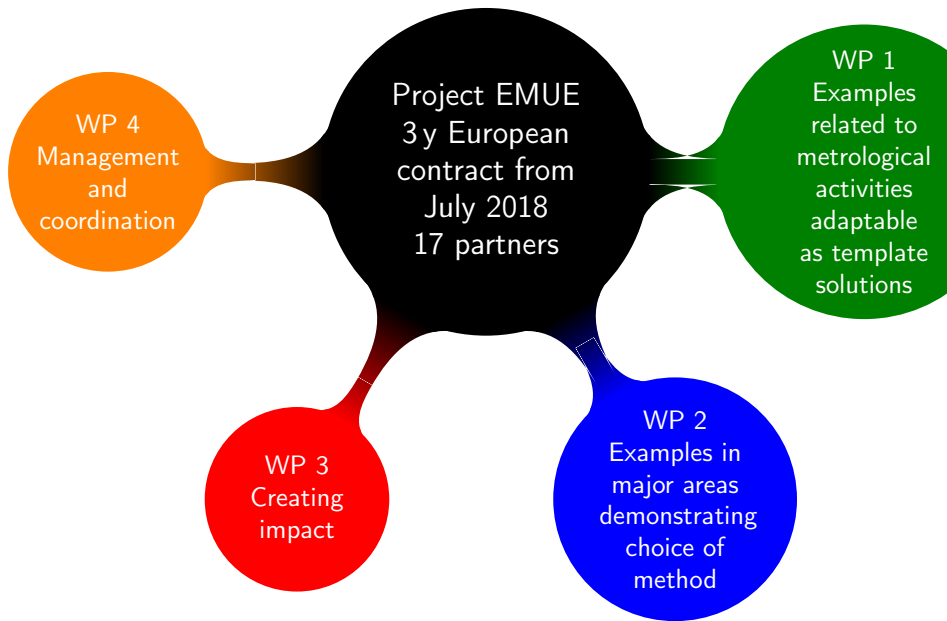 Project EMUE
3 y European
contract from
July 2018
17 partners
WP 1
Examples
related to
metrological
activities
adaptable
as template
solutions
WP 2
Examples in
major areas
demonstrating
choice of
method
WP 3
Creating
impact
WP 4
Management
and
coordination